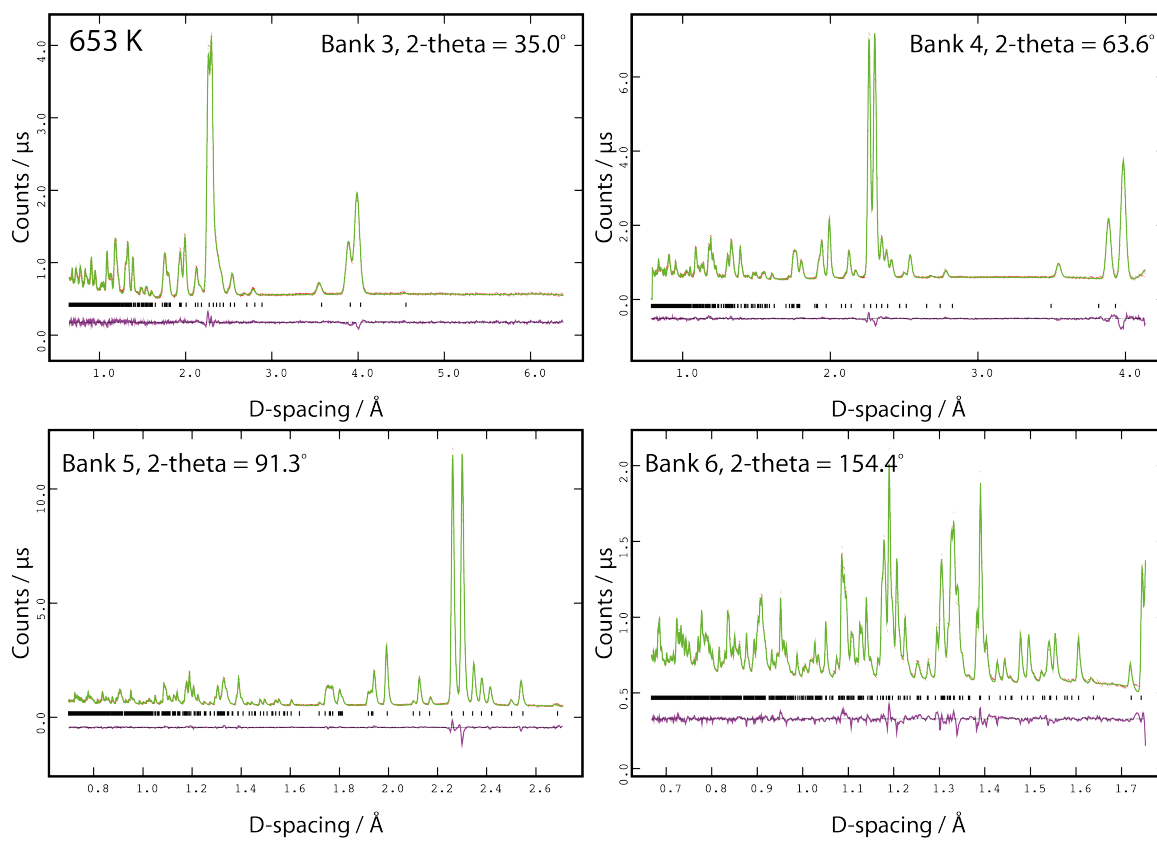 653 K
Bank 3, 2-theta = 35.0°
Counts / µs
4.0
3.0
2.0
1.0
0.0
1.0 2.0 3.0 4.0 5.0 6.0
D-spacing / Å
Bank 4, 2-theta = 63.6°
Counts / µs
6.0
4.0
2.0
0.0
1.0 2.0 3.0 4.0
D-spacing / Å
Bank 5, 2-theta = 91.3°
Counts / µs
10.0
5.0
0.0
0.8 1.0 1.2 1.4 1.6 1.8 2.0 2.2 2.4 2.6
D-spacing / Å
Bank 6, 2-theta = 154.4°
Counts / µs
2.0
1.5
1.0
0.5
0.0
0.7 0.8 0.9 1.0 1.1 1.2 1.3 1.4 1.5 1.6 1.7
D-spacing / Å